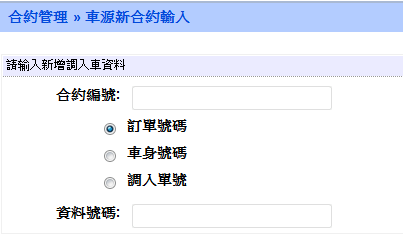 合約管理 » 車源新合約輸入
請輸入新增調入車資料
合約編號:
訂單號碼
車身號碼
調入單號
資料號碼: